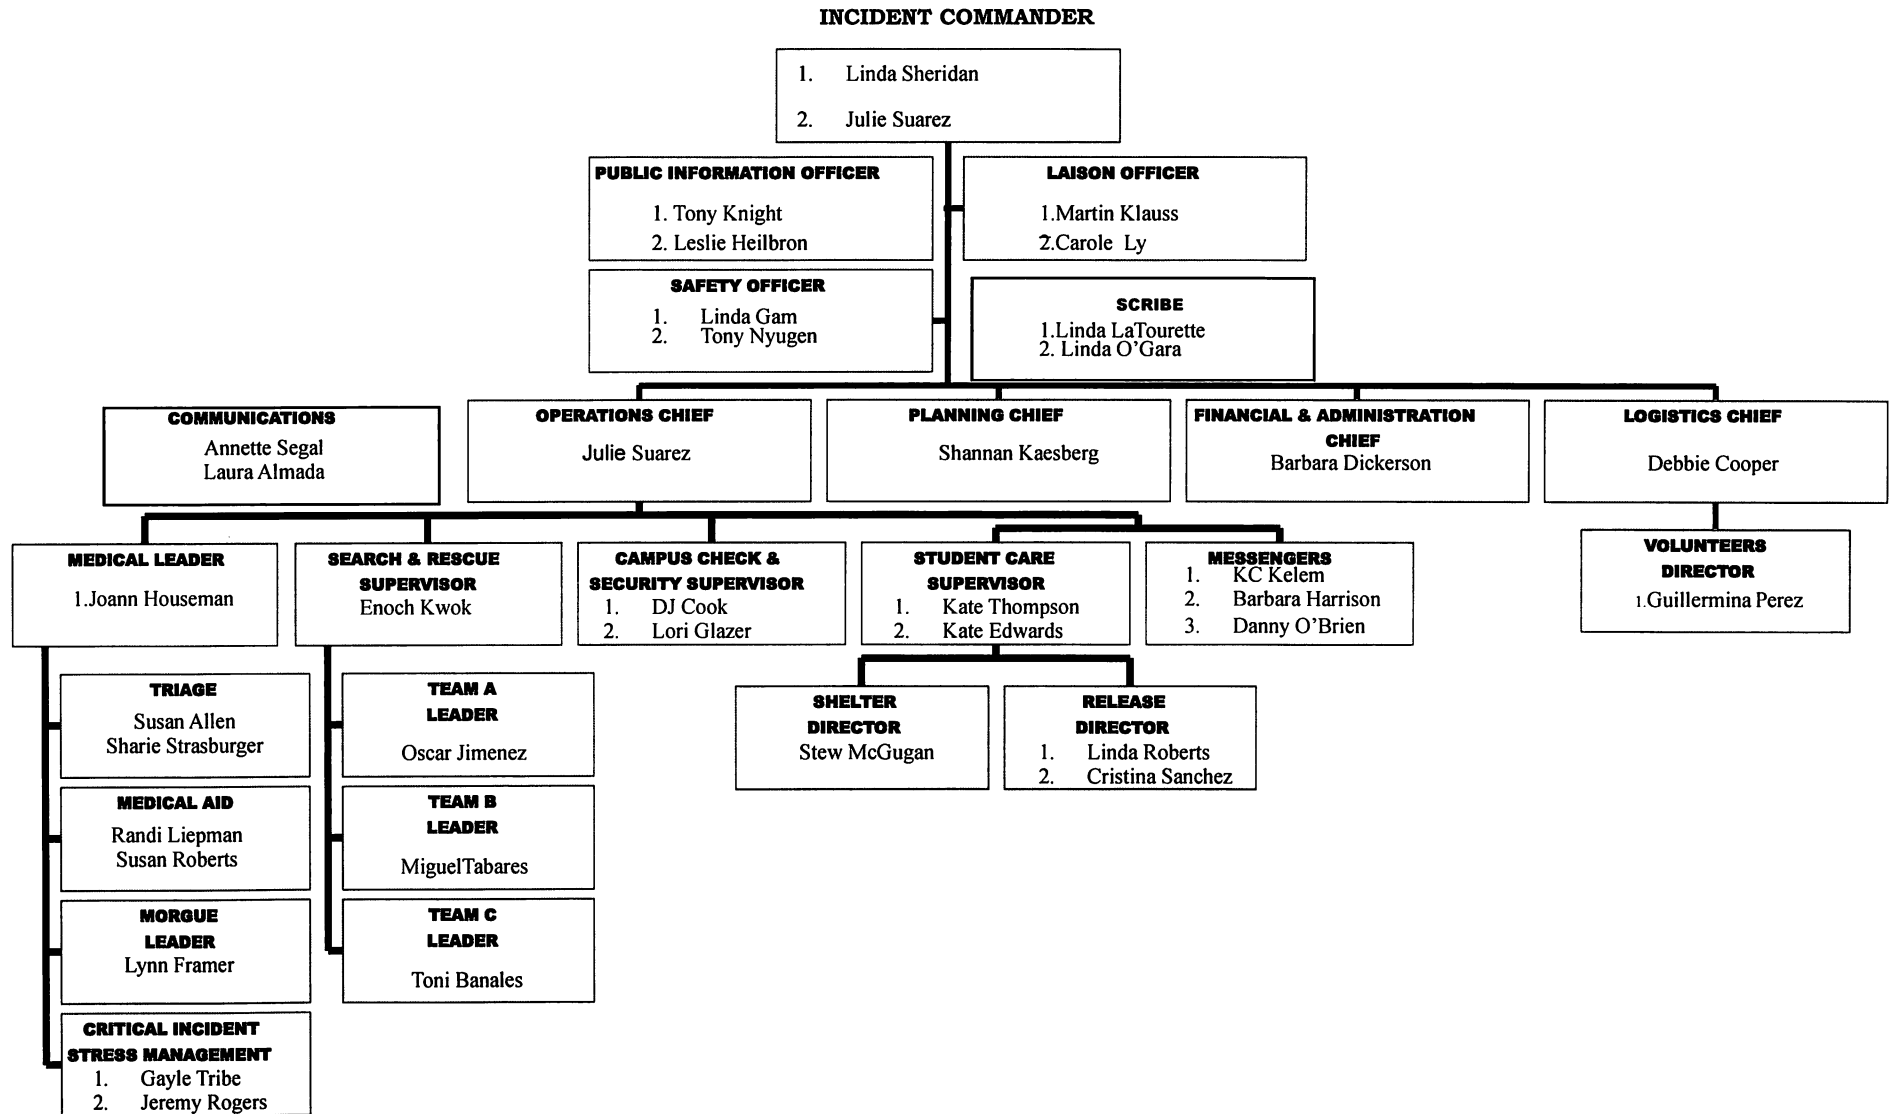 INCIDENT COMMANDER
1. Linda Sheridan
2. Julie Suarez
PUBLIC INFORMATION OFFICER
1. Tony Knight
2. Leslie Heilbron
LAISON OFFICER
1.Martin Klauss
2.Carole Ly
SAFETY OFFICER
1. Linda Gam
2. Tony Nyugen
SCRIBE
1.Linda LaTourette
2. Linda O'Gara
COMMUNICATIONS
Annette Segal
Laura Almada
OPERATIONS CHIEF
Julie Suarez
PLANNING CHIEF
Shannan Kaesberg
FINANCIAL & ADMINISTRATION
CHIEF
Barbara Dickerson
LOGISTICS CHIEF
Debbie Cooper
MEDICAL LEADER
1.Joann Houseman
SEARCH & RESCUE
SUPERVISOR
Enoch Kwok
CAMPUS CHECK &
SECURITY SUPERVISOR
1. DJ Cook
2. Lori Glazer
STUDENT CARE
SUPERVISOR
1. Kate Thompson
2. Kate Edwards
MESSENGERS
1. KC Kelem
2. Barbara Harrison
3. Danny O'Brien
VOLUNTEERS
DIRECTOR
1.Guillermina Perez
TRIAGE
Susan Allen
Sharie Strasburger
TEAM A
LEADER
Oscar Jimenez
SHELTER
DIRECTOR
Stew McGugan
RELEASE
DIRECTOR
1. Linda Roberts
2. Cristina Sanchez
MEDICAL AID
Randi Liepman
Susan Roberts
TEAM B
LEADER
MiguelTabares
MORGUE
LEADER
Lynn Framer
TEAM C
LEADER
Toni Banales
CRITICAL INCIDENT
STRESS MANAGEMENT
1. Gayle Tribe
2. Jeremy Rogers